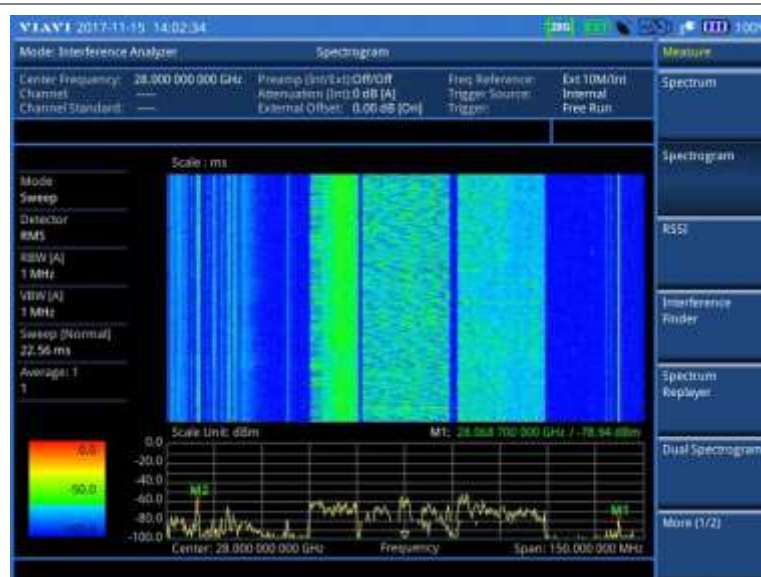 VIAVI 2017-11-15 14:02:34
100%
Mode: Interference Analyzer
Spectrogram
Measure
Center Frequency: 28.000 000 000 GHz
Preamp (Int/Ext): Off/Off
Freq Reference: Ext 10M/Int
Channel: ---
Attenuation (Int): 0 dB [A]
Trigger Source: Internal
Channel Standard: ---
External Offset: 0.00 dB [On]
Trigger: Free Run
Spectrum
Scale : ms
Spectrogram
Mode
Sweep
Detector
RMS
RSSI
RBW [A]
1 MHz
VBW [A]
1 MHz
Interference
Finder
Sweep [Normal]
22.56 ms
Average: 1
1
Spectrum
Replayer
Scale Unit: dBm
M1: 28.068 700 000 GHz / -78.94 dBm
Dual Spectrogram
0.0
0.0
-20.0
-40.0
-50.0
-60.0
M2
-80.0
M1
-100.0
More (1/2)
Center: 28.000 000 000 GHz
Frequency
Span: 150.000 000 MHz